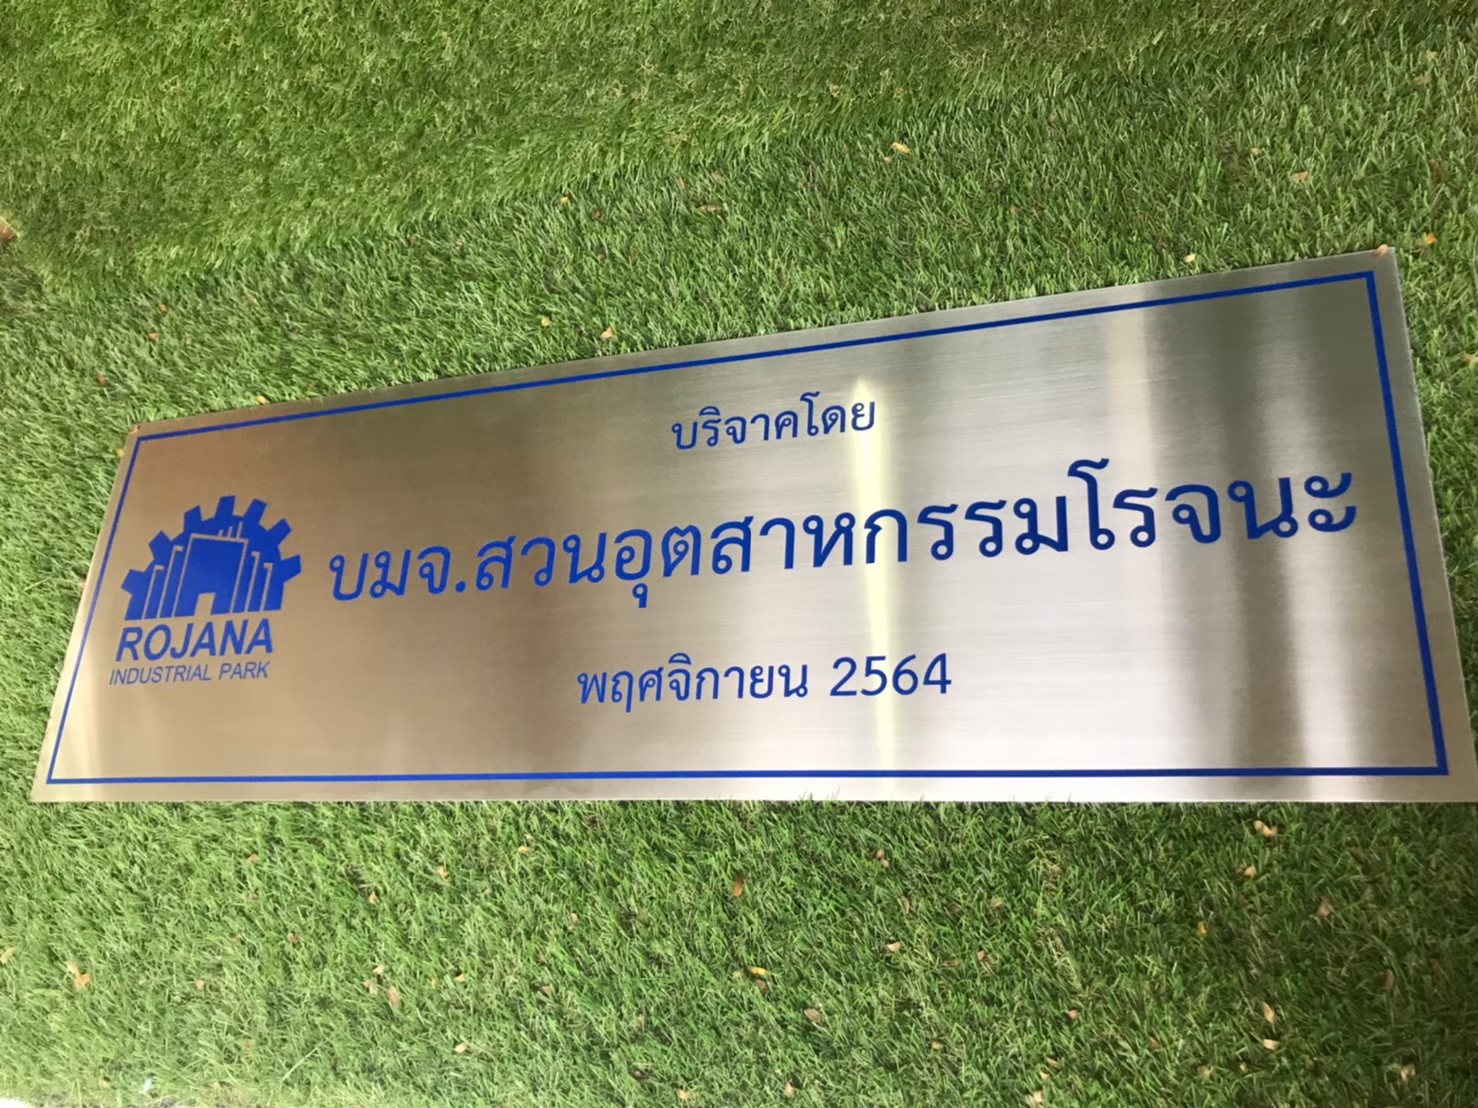 บริจาคโดย
บมจ.สวนอุตสาหกรรมโรจนะ
พฤศจิกายน 2564
ROJANA
INDUSTRIAL PARK